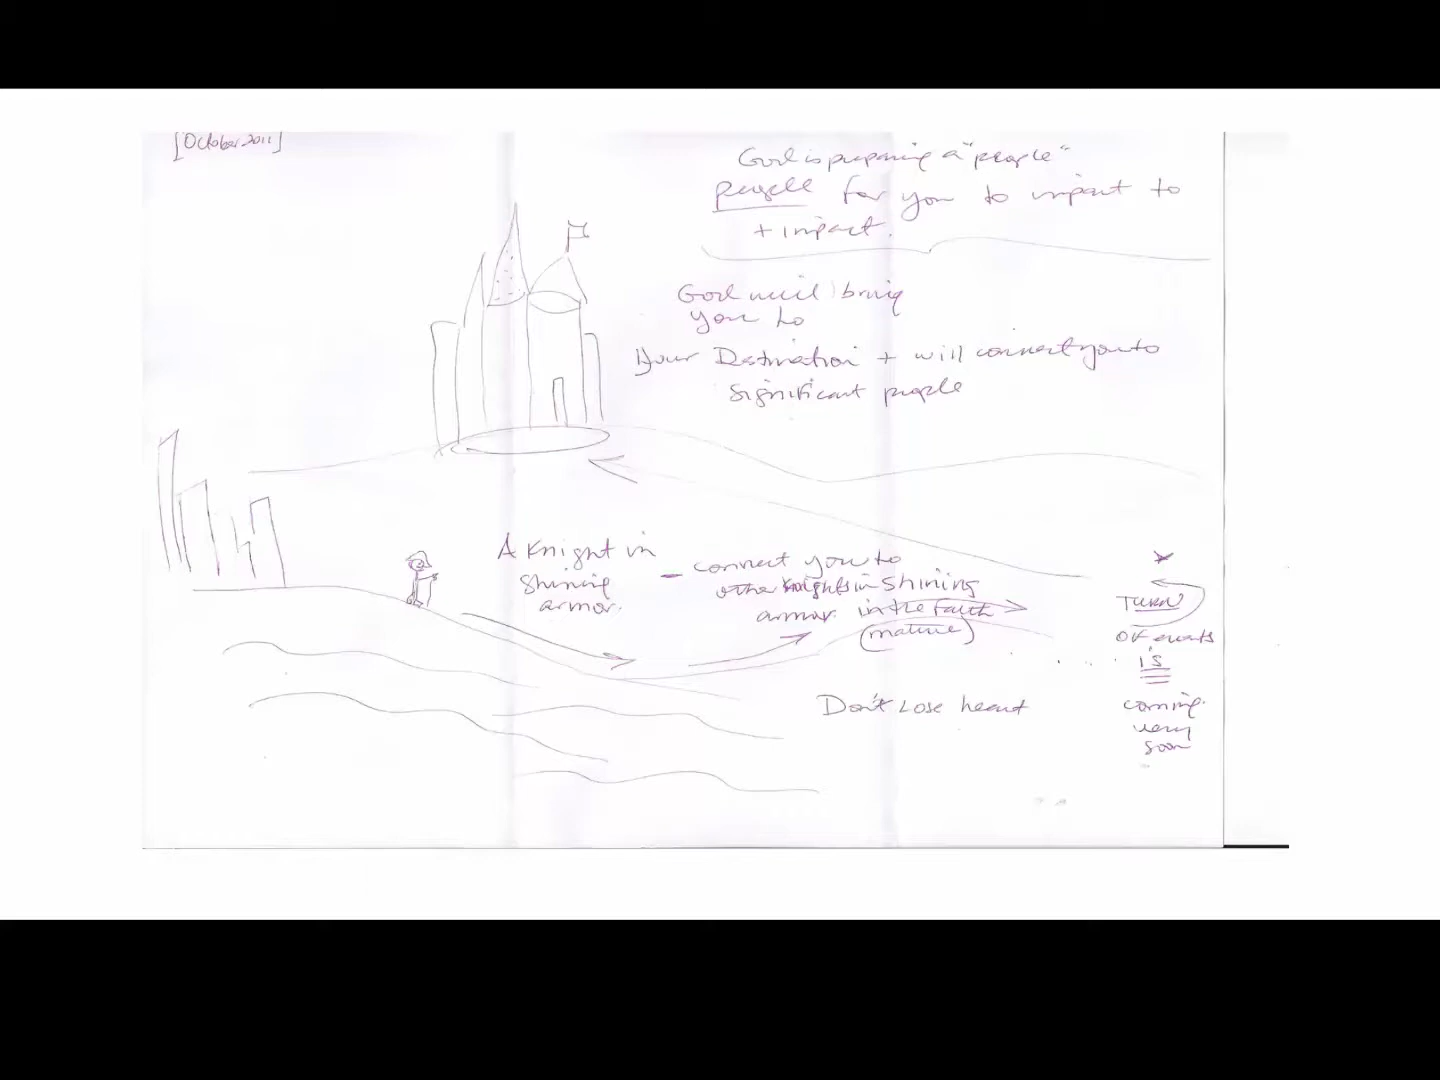 [October 2011]
God is preparing a "people"
people for you to impact to
+ impact.
God will bring
you to
your Destination + will connect you to
significant people
A Knight in
shining
armor.
- connect you to
other knights in shining
armor. in the faith
(mature)
TURN
OF events
is
coming
very
soon
Don't Lose heart